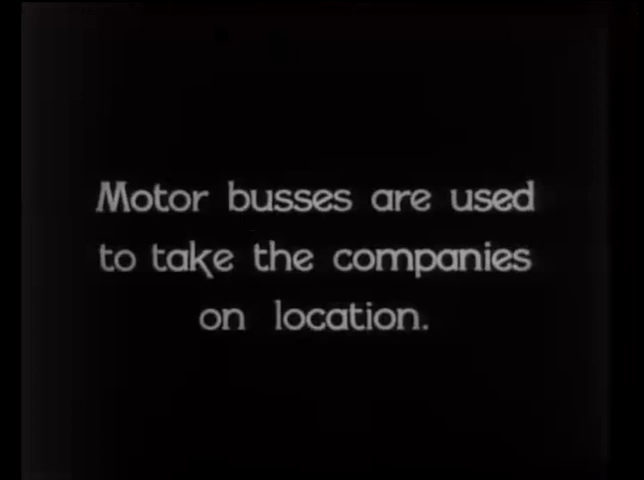 Motor busses are used
to take the companies
on location.